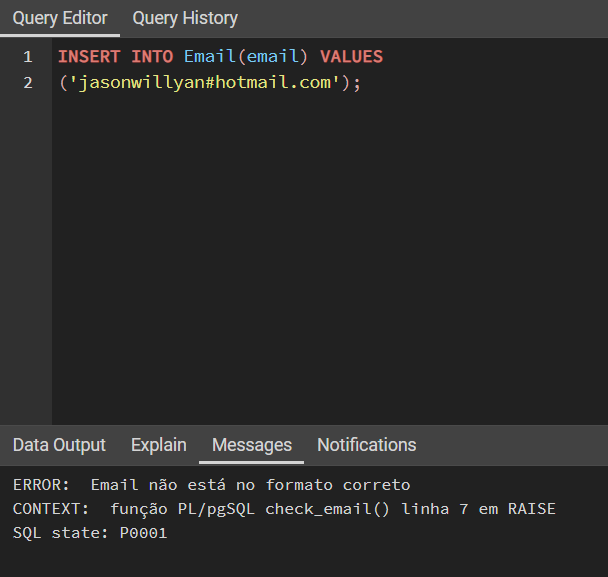 Query Editor Query History
1 INSERT INTO Email(email) VALUES
2 ('jasonwillyan#hotmail.com');
Data Output Explain Messages Notifications
ERROR:  Email não está no formato correto
CONTEXT:  função PL/pgSQL check_email() linha 7 em RAISE
SQL state: P0001